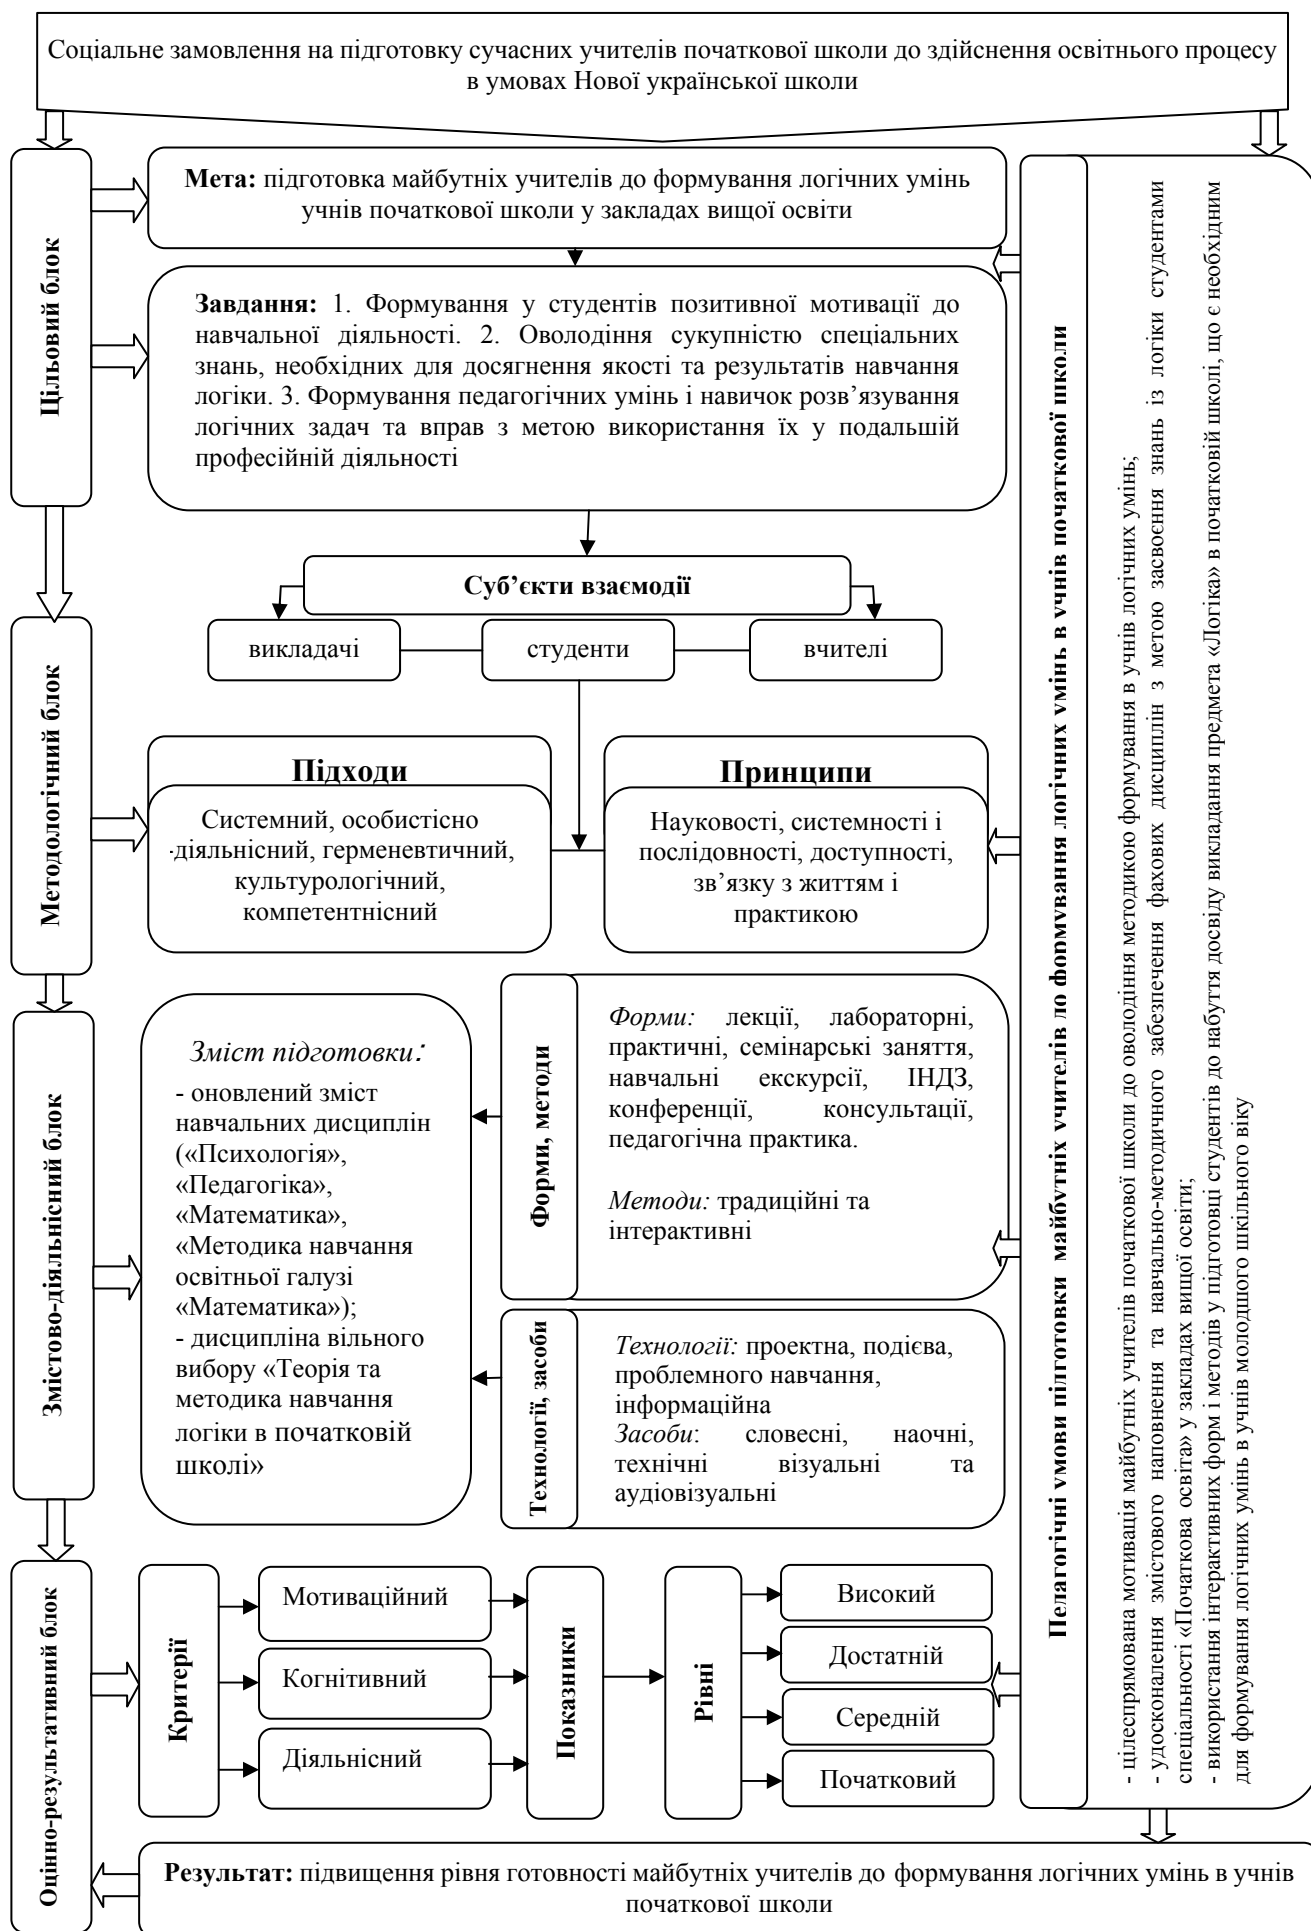 Соціальне замовлення на підготовку сучасних учителів початкової школи до здійснення освітнього процесу
в умовах Нової української школи
Цільовий блок
Мета: підготовка майбутніх учителів до формування логічних умінь
учнів початкової школи у закладах вищої освіти
Завдання: 1. Формування у студентів позитивної мотивації до
навчальної діяльності. 2. Оволодіння сукупністю спеціальних
знань, необхідних для досягнення якості та результатів навчання
логіки. 3. Формування педагогічних умінь і навичок розв’язування
логічних задач та вправ з метою використання їх у подальшій
професійній діяльності
Суб’єкти взаємодії
викладачі
студенти
вчителі
Методологічний блок
Підходи
Системний, особистісно
-діяльнісний, герменевтичний,
культурологічний,
компетентнісний
Принципи
Науковості, системності і
послідовності, доступності,
зв’язку з життям і
практикою
Змістово-діяльнісний блок
Зміст підготовки:
- оновлений зміст
навчальних дисциплін
(«Психологія»,
«Педагогіка»,
«Математика»,
«Методика навчання
освітньої галузі
«Математика»);
- дисципліна вільного
вибору «Теорія та
методика навчання
логіки в початковій
школі»
Форми, методи
Форми: лекції, лабораторні,
практичні, семінарські заняття,
навчальні екскурсії, ІНДЗ,
конференції, консультації,
педагогічна практика.
Методи: традиційні та
інтерактивні
Технології, засоби
Технології: проектна, подієва,
проблемного навчання,
інформаційна
Засоби: словесні, наочні,
технічні візуальні та
аудіовізуальні
Оцінно-результативний блок
Критерії
Мотиваційний
Когнітивний
Діяльнісний
Показники
Рівні
Високий
Достатній
Середній
Початковий
Педагогічні умови підготовки майбутніх учителів до формування логічних умінь в учнів початкової школи
- цілеспрямована мотивація майбутніх учителів початкової школи до оволодіння методикою формування в учнів логічних умінь;
- удосконалення змістового наповнення та навчально-методичного забезпечення фахових дисциплін з метою засвоєння знань із логіки студентами
спеціальності «Початкова освіта» у закладах вищої освіти;
- використання інтерактивних форм і методів у підготовці студентів до набуття досвіду викладання предмета «Логіка» в початковій школі, що є необхідним
для формування логічних умінь в учнів молодшого шкільного віку
Результат: підвищення рівня готовності майбутніх учителів до формування логічних умінь в учнів
початкової школи